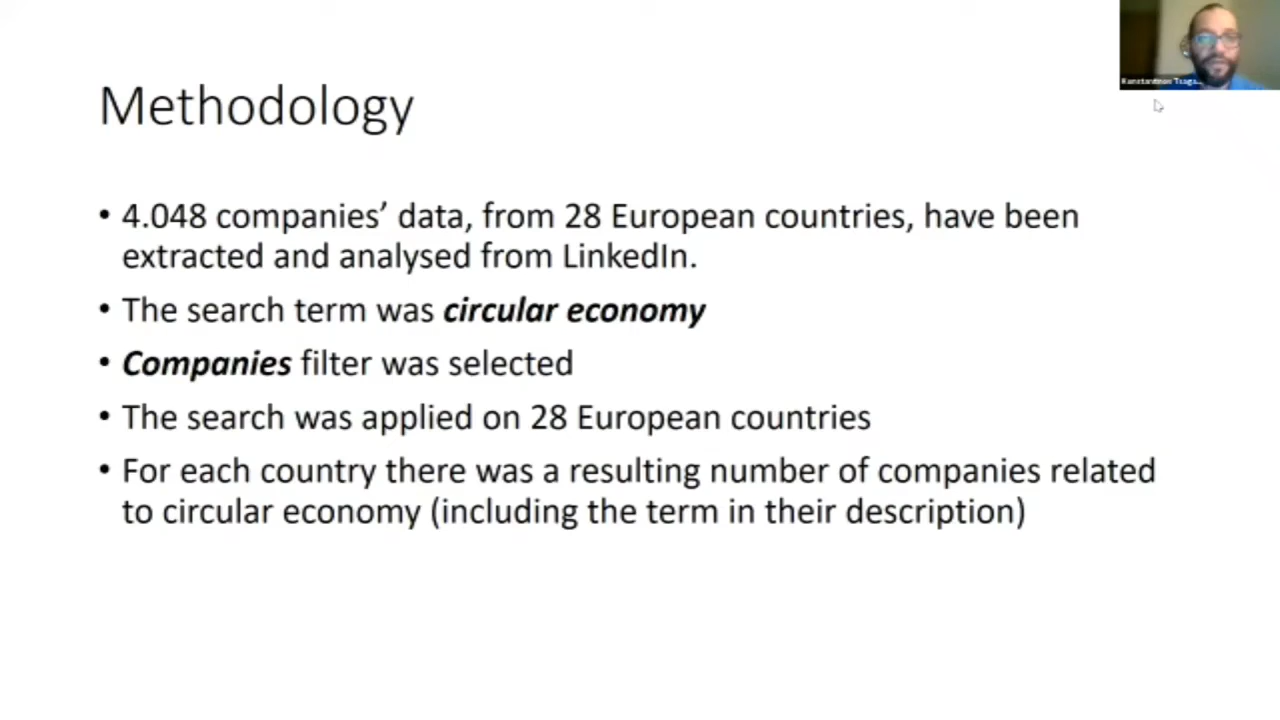 Konstantinos Tsaga...
Methodology
• 4.048 companies’ data, from 28 European countries, have been
extracted and analysed from LinkedIn.
• The search term was circular economy
• Companies filter was selected
• The search was applied on 28 European countries
• For each country there was a resulting number of companies related
to circular economy (including the term in their description)